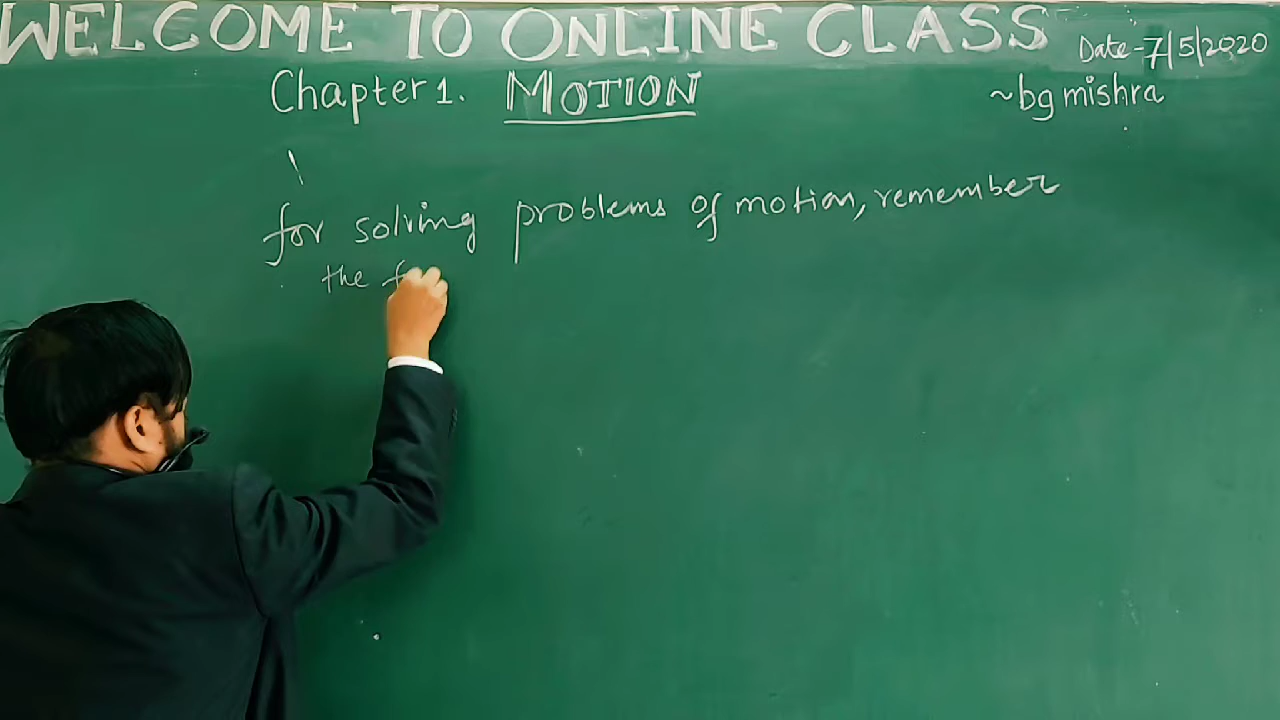 WELCOME TO ONLINE CLASS
Date-7/5/2020
Chapter 1. MOTION
~bg mishra
for solving problems of motion, remember
the f